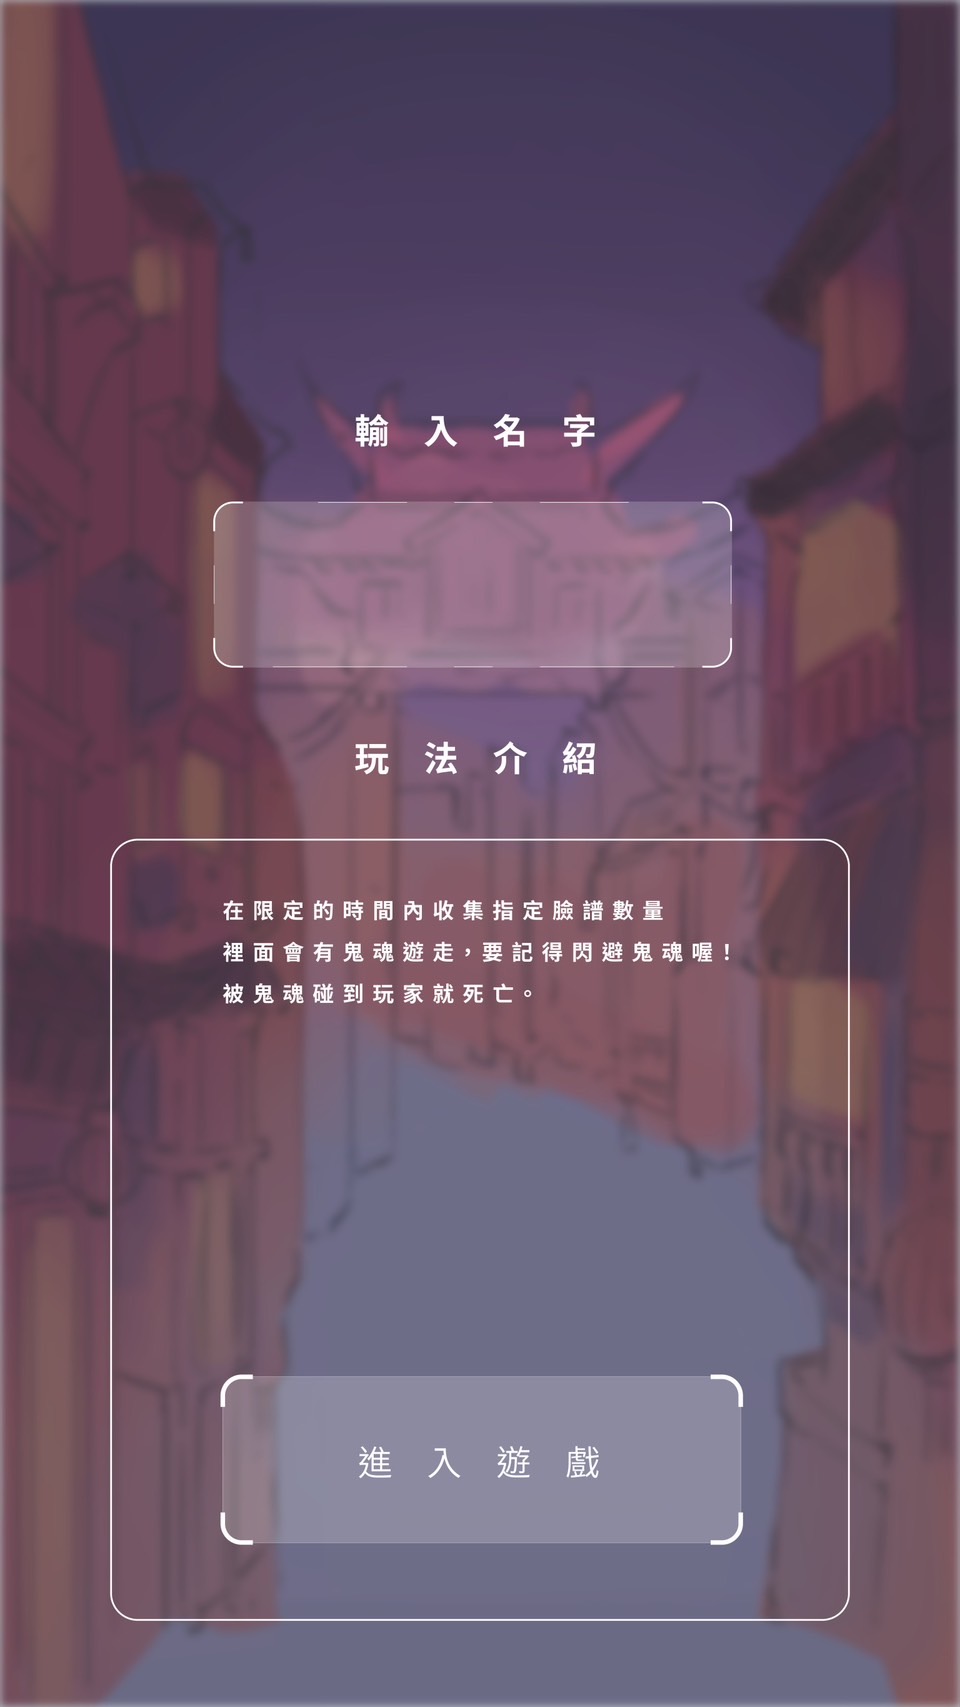 輸入名字
玩法介紹
在限定的時間內收集指定臉譜數量
裡面會有鬼魂遊走，要記得閃避鬼魂喔！
被鬼魂碰到玩家就死亡。
進入遊戲